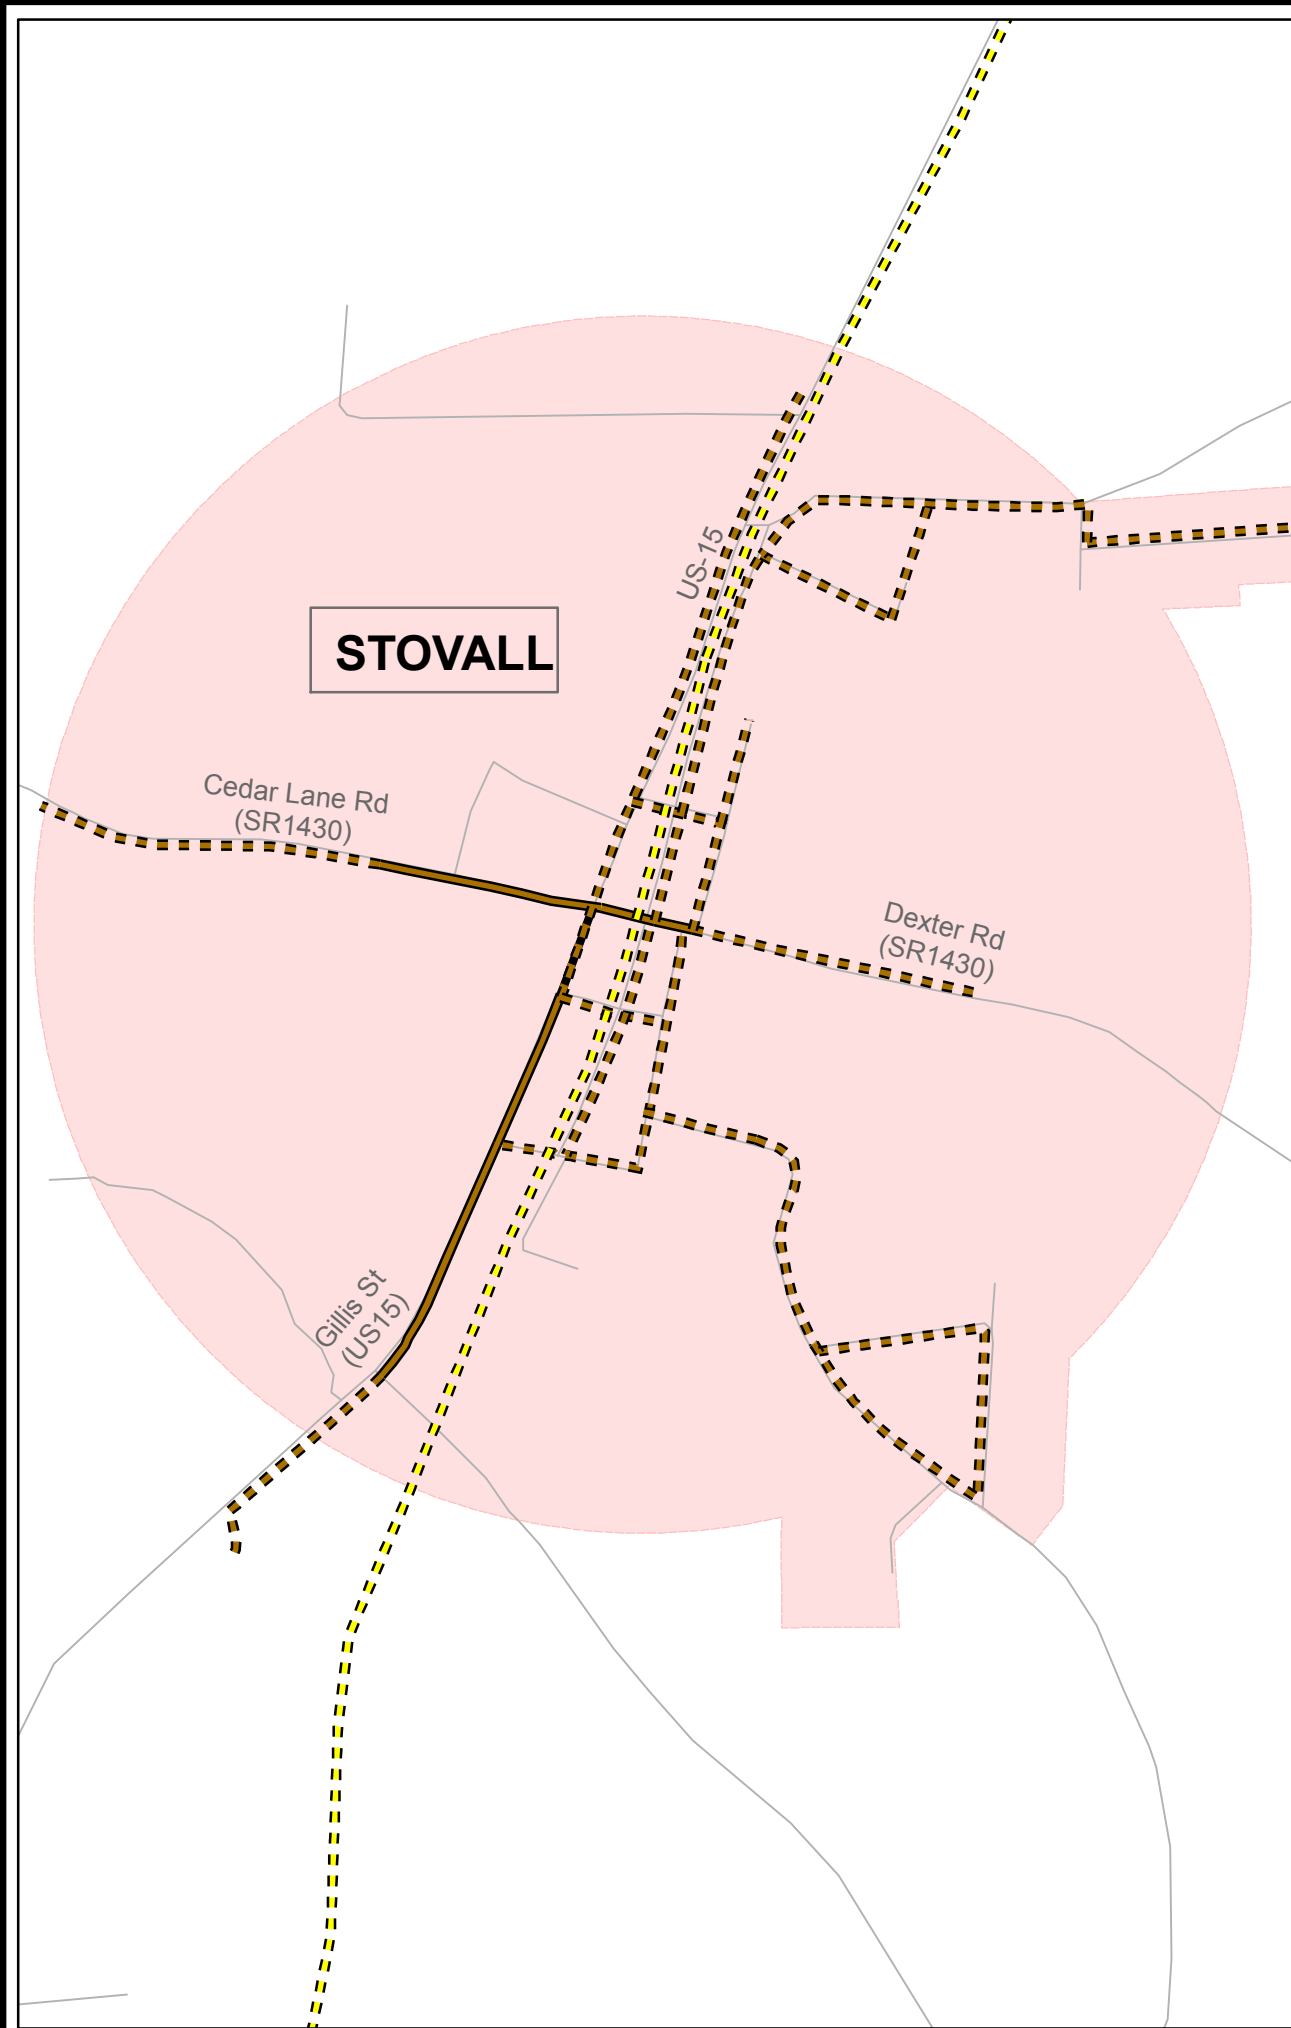 US-15
STOVALL
Cedar Lane Rd
(SR1430)
Dexter Rd
(SR1430)
Gillis St
(US15)